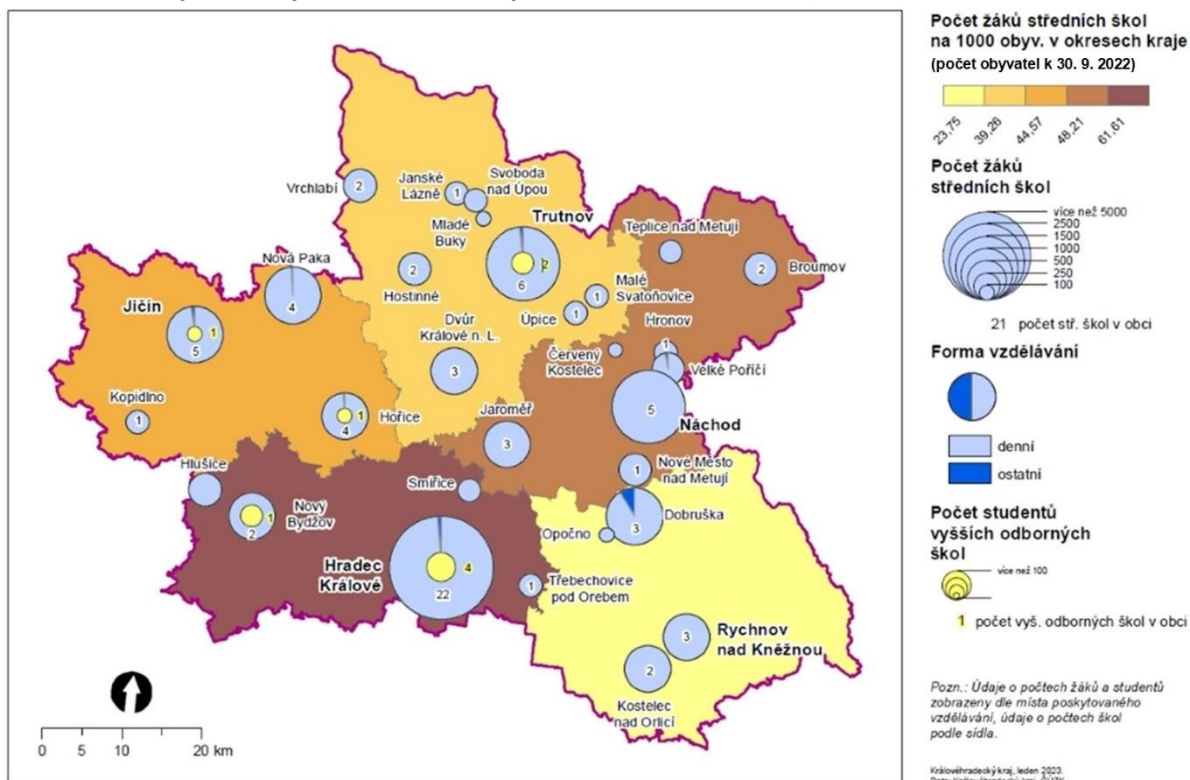 Vrchlabí
2
Janské
Lázně
1
Svoboda
nad Úpou
Mladé
Buky
Trutnov
6
2
Teplice nad Metují
2
Broumov
Nová Paka
4
2
Hostinné
1
Malé
Svatoňovice
Úpice
1
Jičín
1
5
Dvůr
Králové n. L.
3
Hronov
Červený
Kostelec
1
Velké Poříčí
Kopidlno
1
1
Hořice
4
Jaroměř
3
5
Náchod
Hlušice
Smiřice
1
Nové Město
nad Metují
Nový
Bydžov
1
2
Opočno
3
Dobruška
Hradec
Králové
4
22
1
Třebechovice
pod Orebem
3
Rychnov
nad Kněžnou
2
Kostelec
nad Orlicí
0 5 10 20 km
Počet žáků středních škol
na 1000 obyv. v okresech kraje
(počet obyvatel k 30. 9. 2022)
23,75 39,26 44,57 48,21 61,61
Počet žáků
středních škol
více než 5000
2500
1500
1000
500
250
100
21 počet stř. škol v obci
Forma vzdělávání
denní
ostatní
Počet studentů
vyšších odborných
škol
více než 100
1 počet vyš. odborných škol v obci
Pozn.: Údaje o počtech žáků a studentů
zobrazeny dle místa poskytovaného
vzdělávání, údaje o počtech škol
podle sídla.
Královéhradecký kraj, leden 2023.